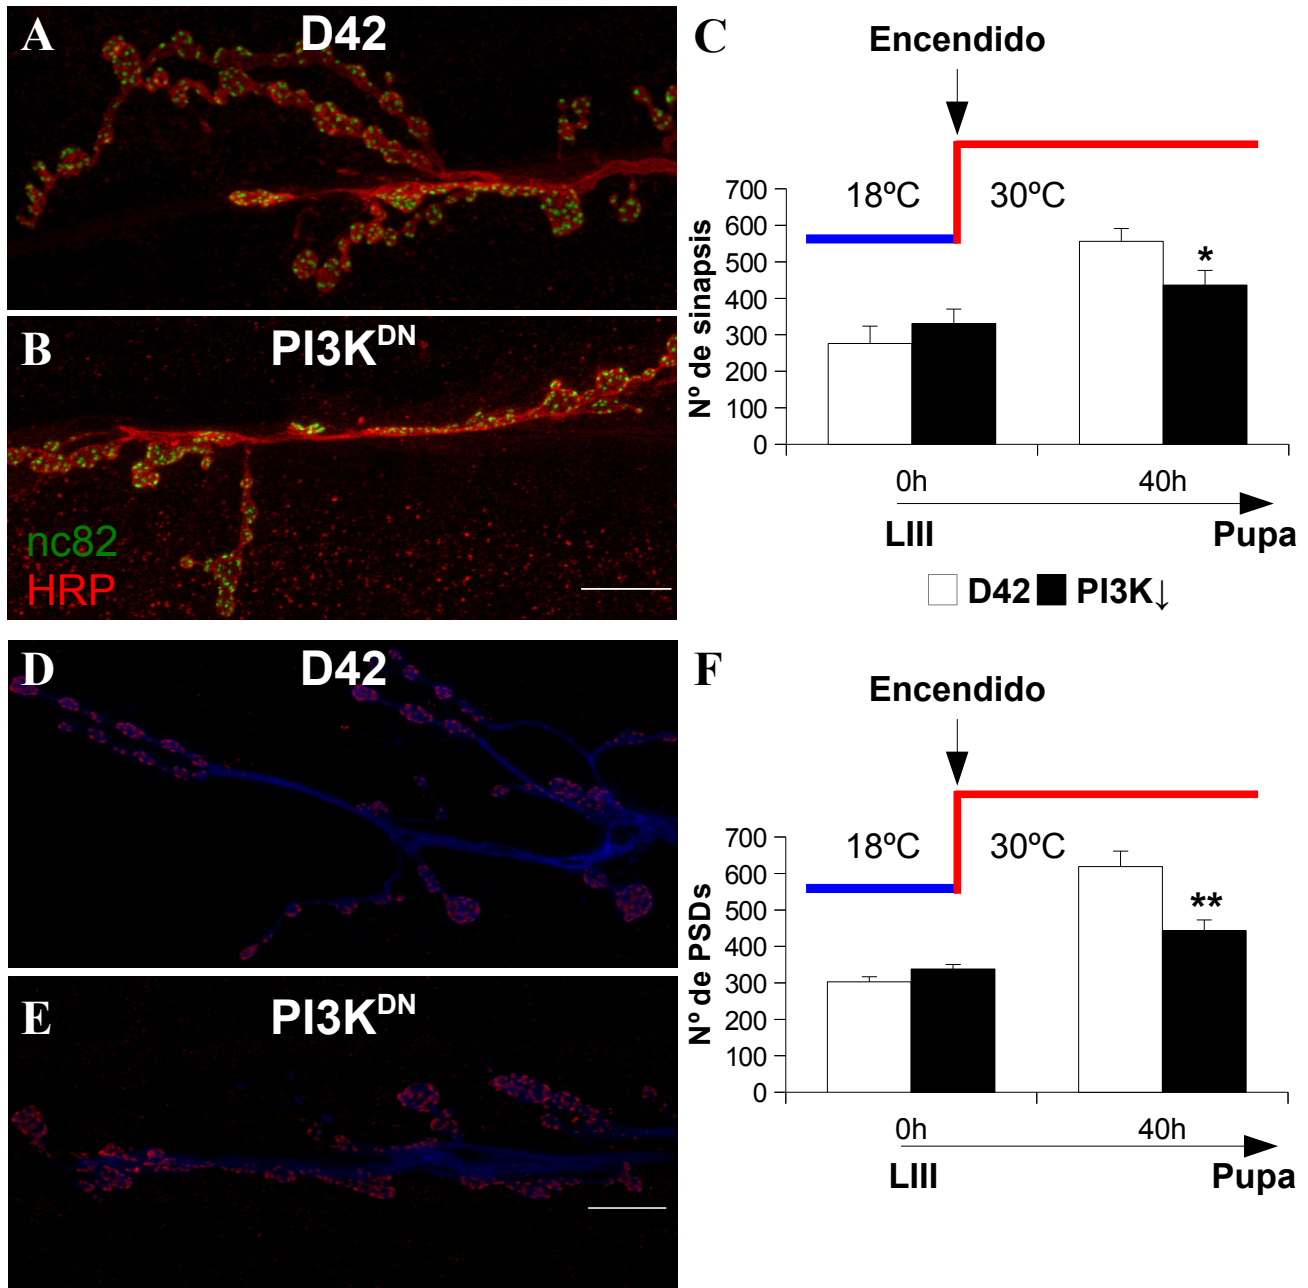 A
D42
B
PI3K^DN
nc82
HRP
C
Encendido
18ºC
30ºC
Nº de sinapsis
700
600
500
400
300
200
100
0
*
0h
40h
LIII
Pupa
D42
PI3K↓
D
D42
E
PI3K^DN
F
Encendido
18ºC
30ºC
Nº de PSDs
700
600
500
400
300
200
100
0
**
0h
40h
LIII
Pupa